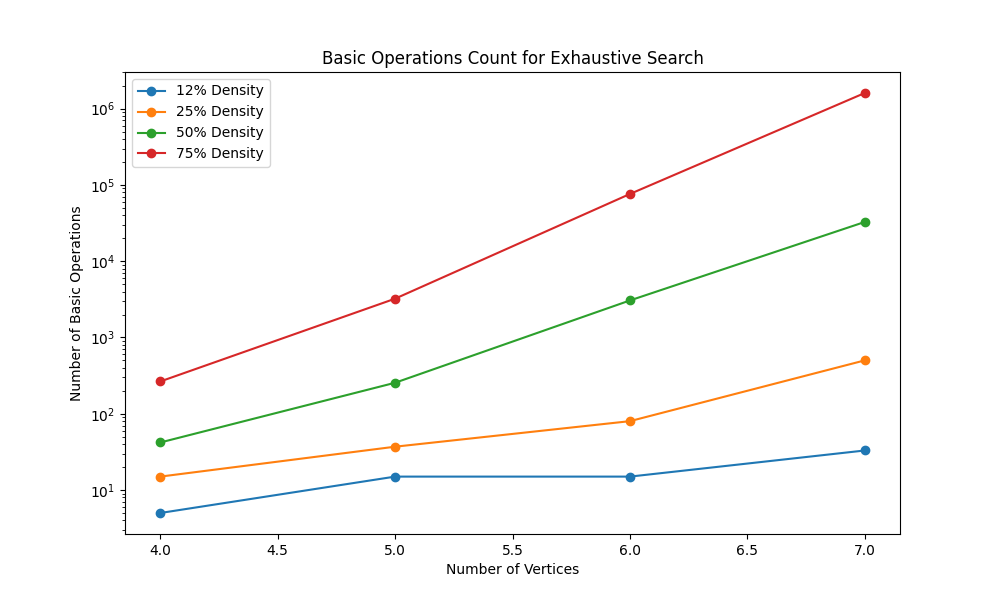 Basic Operations Count for Exhaustive Search
12% Density
25% Density
50% Density
75% Density
Number of Basic Operations
10^6
10^5
10^4
10^3
10^2
10^1
4.0 4.5 5.0 5.5 6.0 6.5 7.0
Number of Vertices